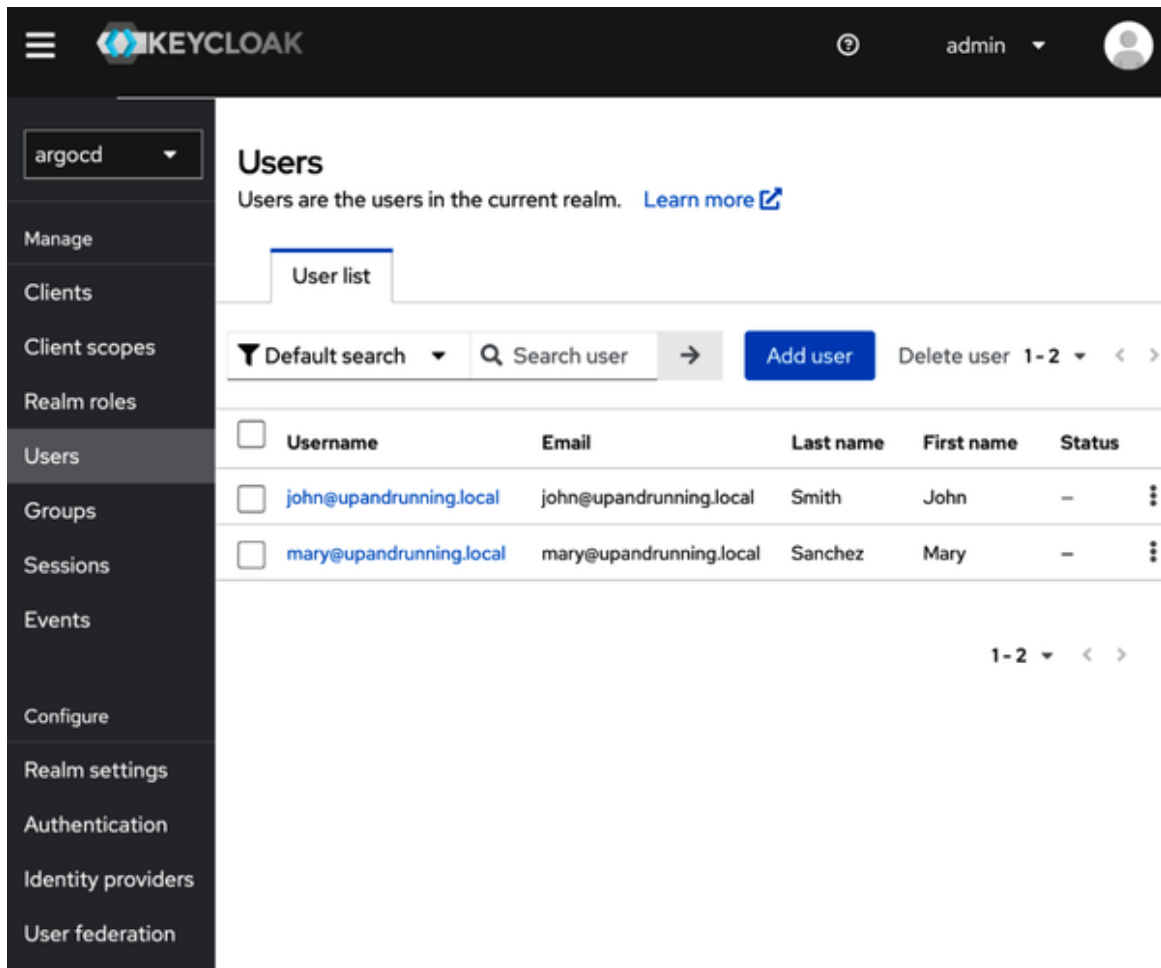 KEYCLOAK
admin
argocd
Manage
Clients
Client scopes
Realm roles
Users
Groups
Sessions
Events
Configure
Realm settings
Authentication
Identity providers
User federation
Users
Users are the users in the current realm. Learn more
User list
Default search Search user Add user Delete user 1-2
Username Email Last name First name Status
john@upandrunning.local john@upandrunning.local Smith John –
mary@upandrunning.local mary@upandrunning.local Sanchez Mary –
1-2